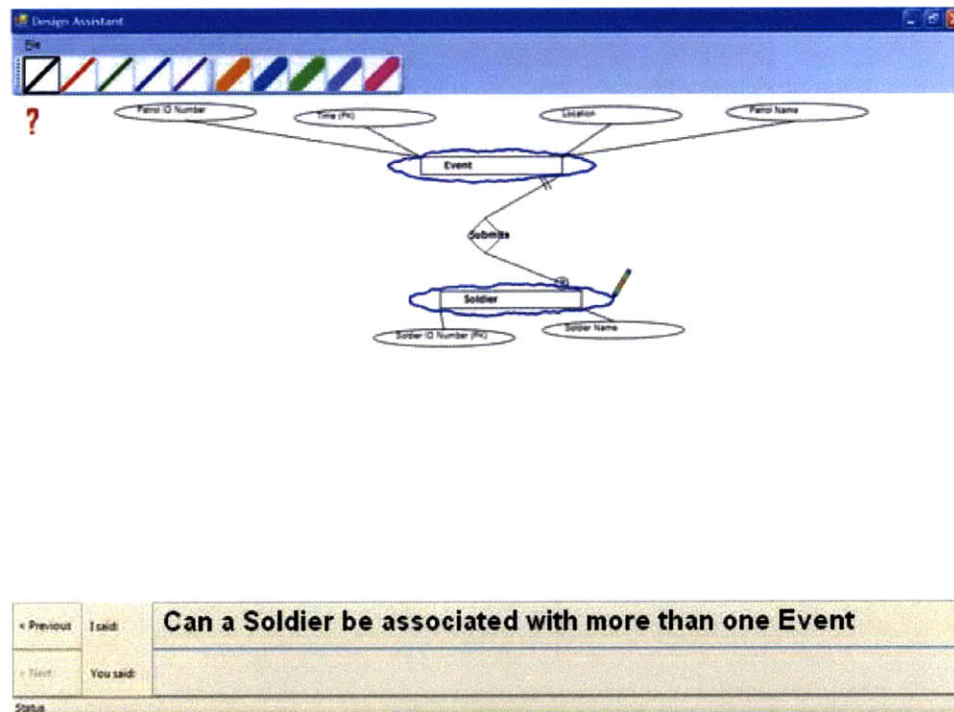 Design Assistant
File
?
Patrol ID Number
Time (PK)
Location
Patrol Name
Event
Submits
Soldier
Soldier ID Number (PK)
Soldier Name
< Previous
I said:
Can a Soldier be associated with more than one Event
> Next
You said:
Status